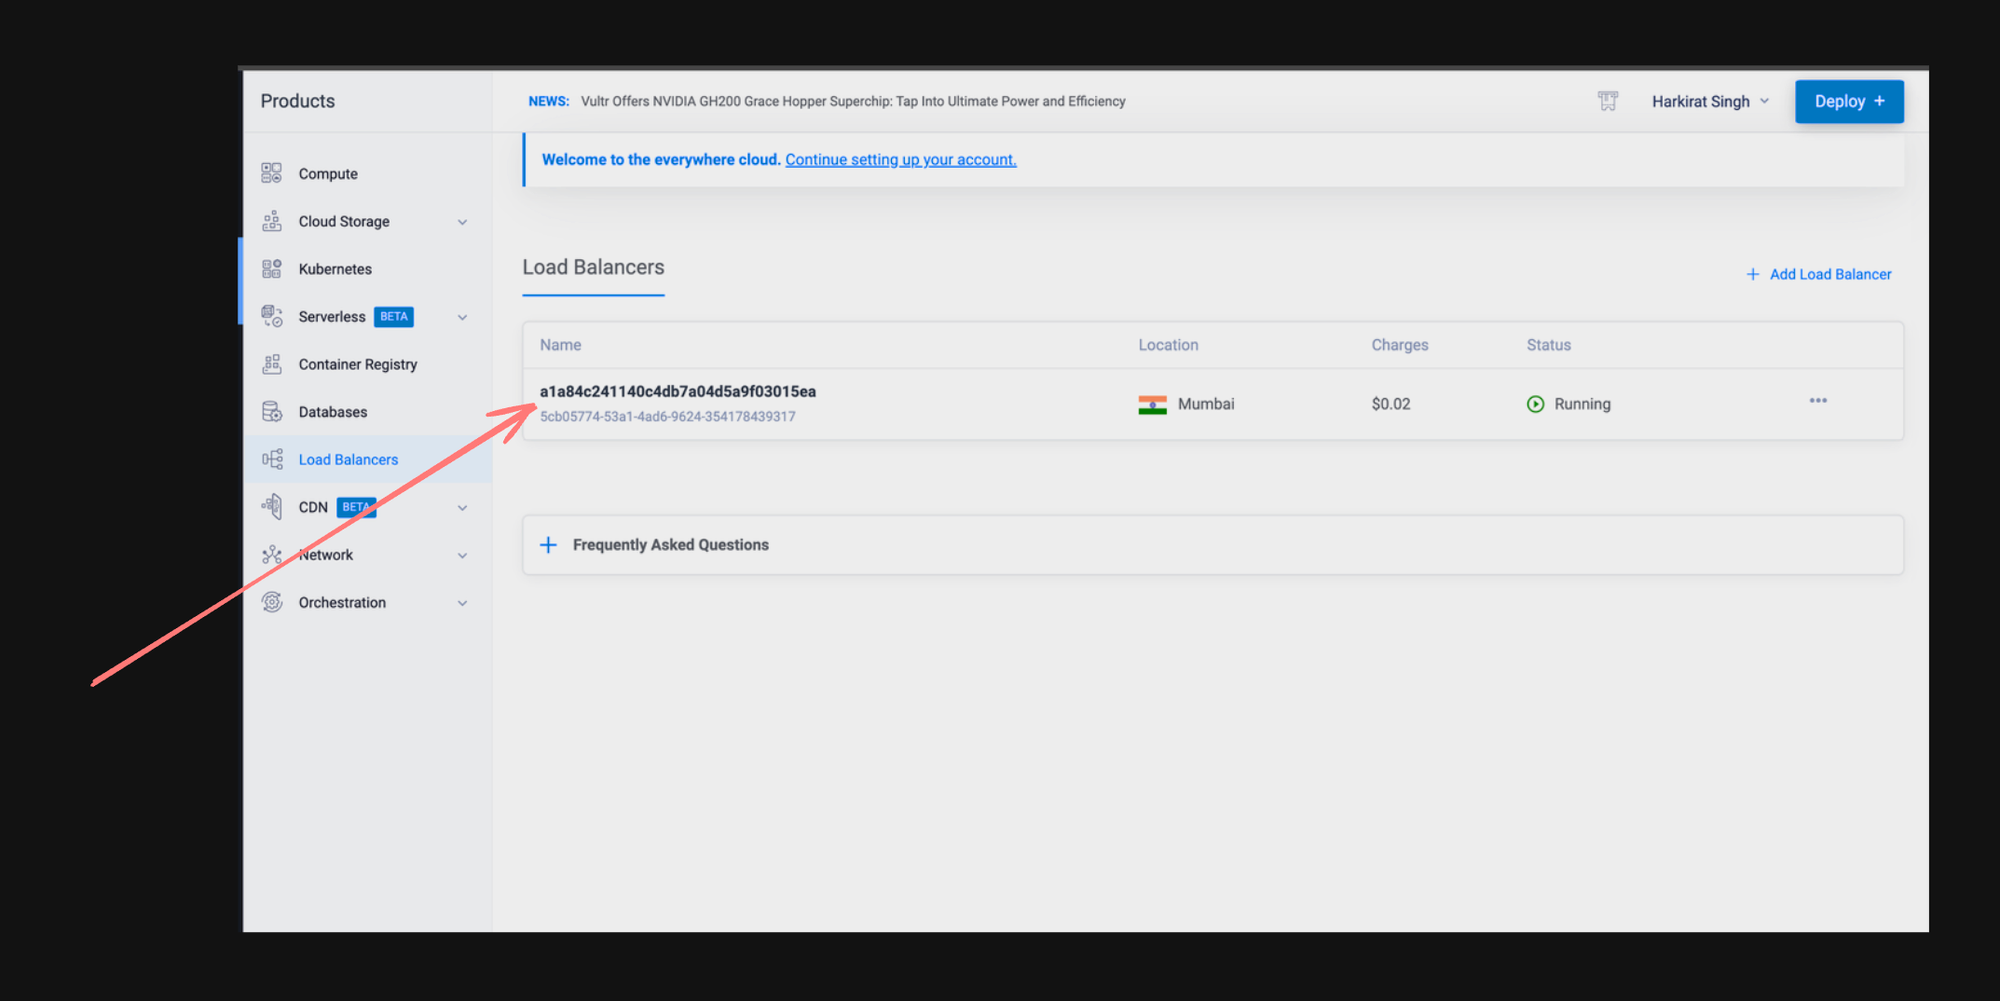 Products
NEWS: Vultr Offers NVIDIA GH200 Grace Hopper Superchip: Tap Into Ultimate Power and Efficiency
Harkirat Singh
Deploy +
Welcome to the everywhere cloud. Continue setting up your account.
Compute
Cloud Storage
Kubernetes
Serverless BETA
Container Registry
Databases
Load Balancers
CDN BETA
Network
Orchestration
Load Balancers
+ Add Load Balancer
Name Location Charges Status
a1a84c241140c4db7a04d5a9f03015ea
5cb05774-53a1-4ad6-9624-354178439317
Mumbai $0.02 Running
+ Frequently Asked Questions